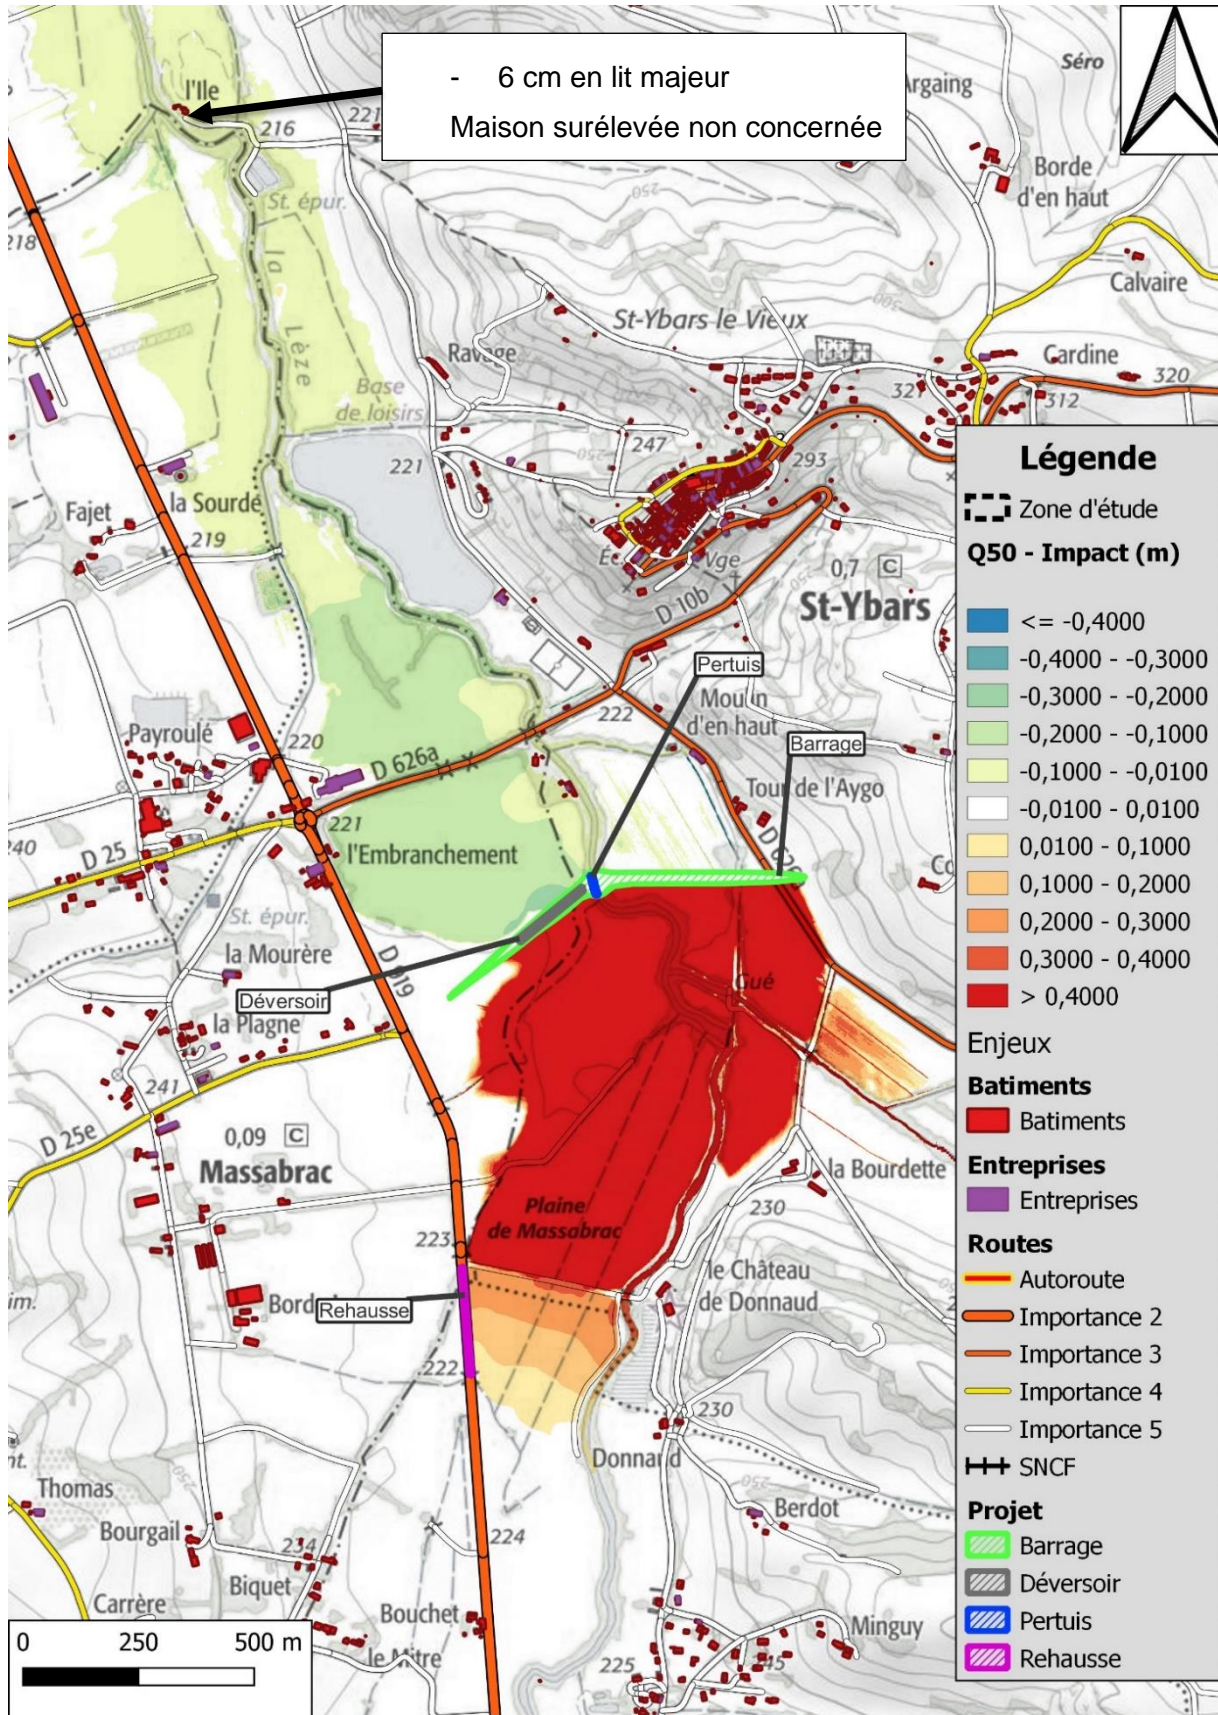 - 6 cm en lit majeur
Maison surélevée non concernée
l'Ile
216
221
Argaing
Séro
Borde
d'en haut
250
St. épur.
218
la Lèze
Calvaire
St-Ybars le Vieux
Ravage
Cardine
320
321
312
Base
de loisirs
247
221
293
la Sourde
Fajet
219
Vge
D 10b
0,7 C
St-Ybars
Pertuis
222
Moulin
d'en haut
Barrage
Payroulé
220
D 626a
Tour de l'Aygo
221
240
D 25
l'Embranchement
D 626
St. épur.
la Mourère
D 919
Gué
Déversoir
la Plagne
241
D 25e
0,09 C
Massabrac
la Bourdette
230
Plaine
de Massabrac
223
le Château
de Donnaud
Rehausse
222
230
Donnaud
Thomas
Berdot
Bourgail
224
234
Biquet
Carrère
Bouchet
le Mitre
Minguy
225
245
0 250 500 m
Légende
Zone d'étude
Q50 - Impact (m)
<= -0,4000
-0,4000 - -0,3000
-0,3000 - -0,2000
-0,2000 - -0,1000
-0,1000 - -0,0100
-0,0100 - 0,0100
0,0100 - 0,1000
0,1000 - 0,2000
0,2000 - 0,3000
0,3000 - 0,4000
> 0,4000
Enjeux
Batiments
Batiments
Entreprises
Entreprises
Routes
Autoroute
Importance 2
Importance 3
Importance 4
Importance 5
SNCF
Projet
Barrage
Déversoir
Pertuis
Rehausse